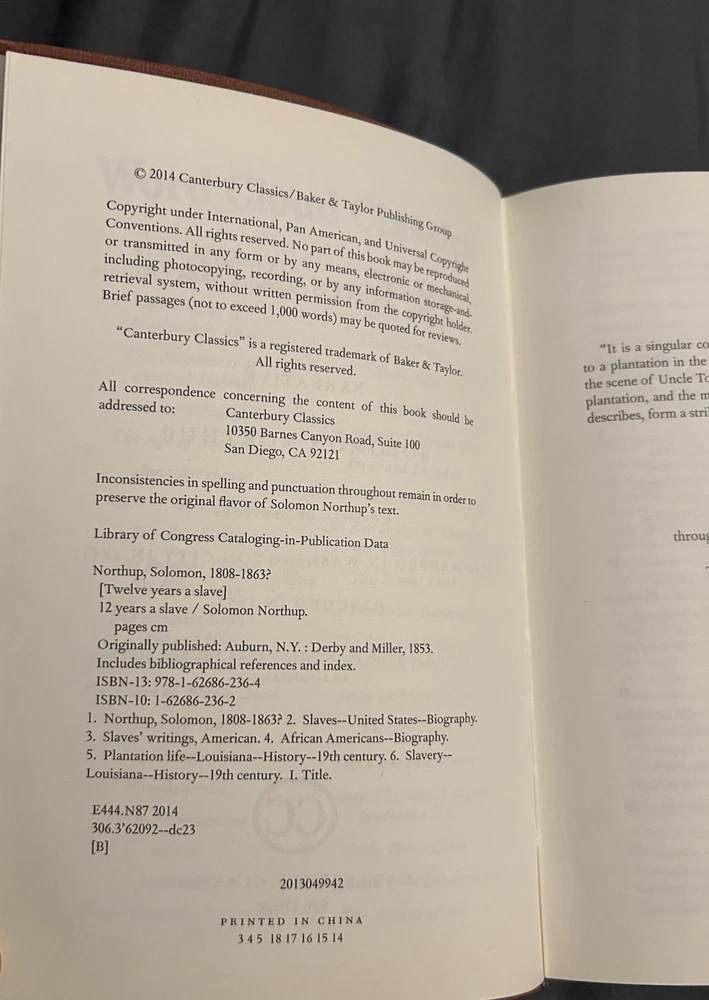 © 2014 Canterbury Classics/Baker & Taylor Publishing Group
Copyright under International, Pan American, and Universal Copyright
Conventions. All rights reserved. No part of this book may be reproduced
or transmitted in any form or by any means, electronic or mechanical,
including photocopying, recording, or by any information storage-and-
retrieval system, without written permission from the copyright holder.
Brief passages (not to exceed 1,000 words) may be quoted for reviews.
"Canterbury Classics" is a registered trademark of Baker & Taylor.
All rights reserved.
All correspondence concerning the content of this book should be
addressed to:
Canterbury Classics
10350 Barnes Canyon Road, Suite 100
San Diego, CA 92121
Inconsistencies in spelling and punctuation throughout remain in order to
preserve the original flavor of Solomon Northup's text.
Library of Congress Cataloging-in-Publication Data
Northup, Solomon, 1808-1863?
[Twelve years a slave]
12 years a slave / Solomon Northup.
pages cm
Originally published: Auburn, N.Y. : Derby and Miller, 1853.
Includes bibliographical references and index.
ISBN-13: 978-1-62686-236-4
ISBN-10: 1-62686-236-2
1. Northup, Solomon, 1808-1863? 2. Slaves--United States--Biography.
3. Slaves' writings, American. 4. African Americans--Biography.
5. Plantation life--Louisiana--History--19th century. 6. Slavery--
Louisiana--History--19th century. I. Title.
E444.N87 2014
306.3'62092--dc23
[B]
2013049942
PRINTED IN CHINA
3 4 5 18 17 16 15 14
"It is a singular
to a plantation in the
the scene of Uncle
plantation, and the
describes, form a